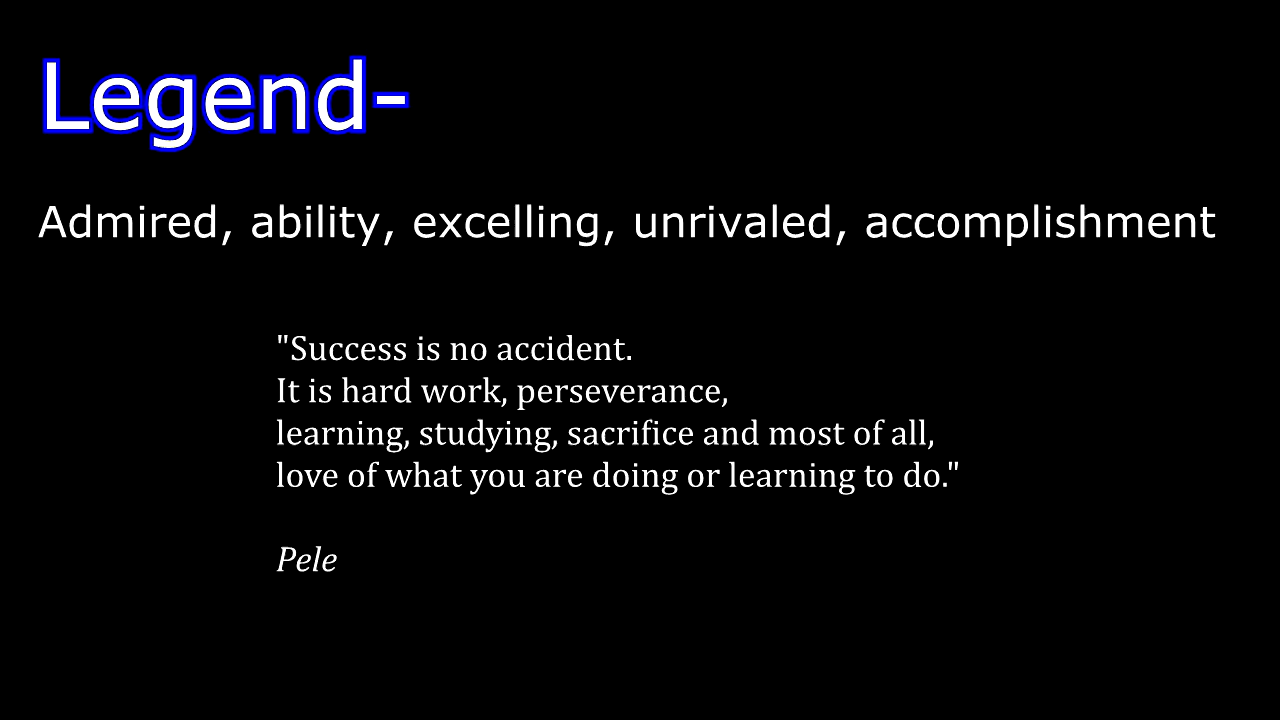 Legend-
Admired, ability, excelling, unrivaled, accomplishment
"Success is no accident.
It is hard work, perseverance,
learning, studying, sacrifice and most of all,
love of what you are doing or learning to do."
Pele